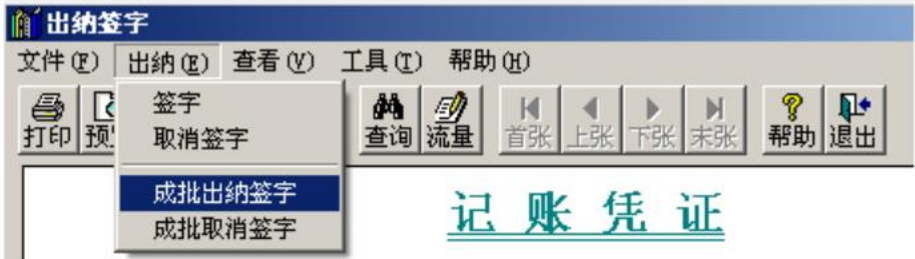 出纳签字
文件(F) 出纳(E) 查看(V) 工具(T) 帮助(H)
签字
取消签字
成批出纳签字
成批取消签字
打印 预 查询 流量 首张 上张 下张 末张 帮助 退出
记账凭证